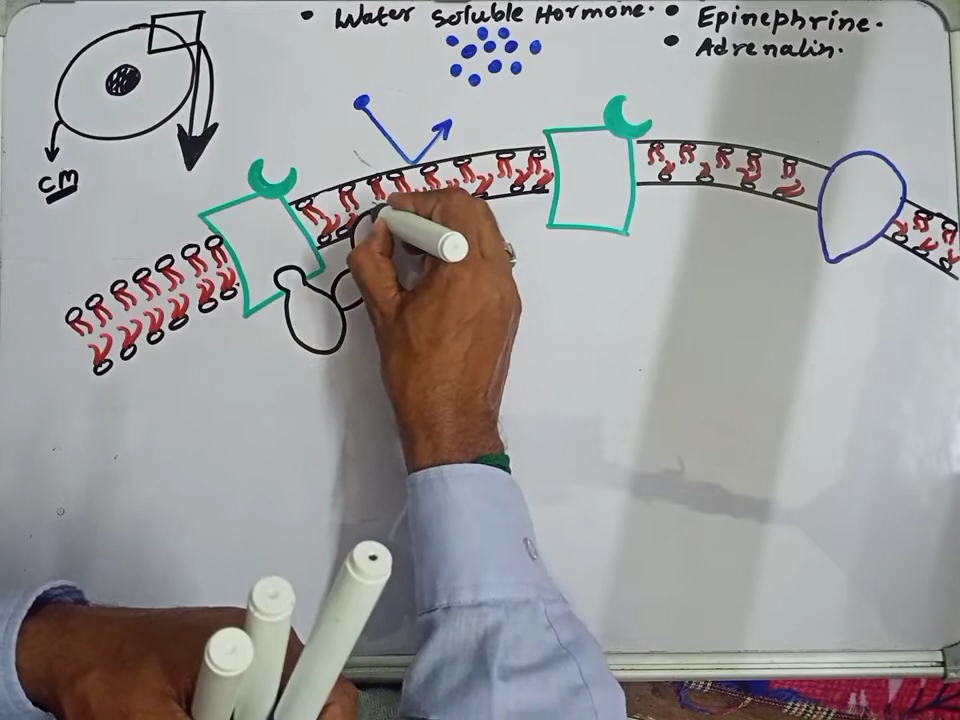 • Water Soluble Hormone.
• Epinephrine.
• Adrenalin.
CM